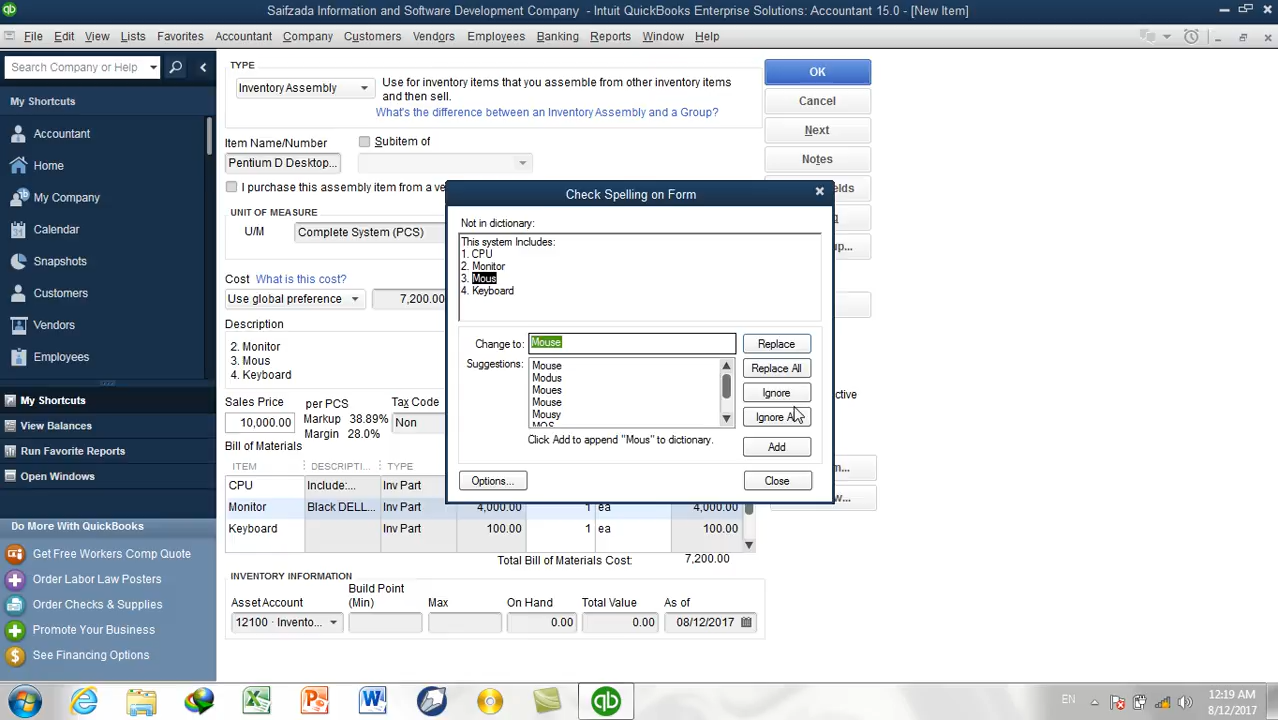 Saifzada Information and Software Development Company - Intuit QuickBooks Enterprise Solutions: Accountant 15.0 - [New Item]
File Edit View Lists Favorites Accountant Company Customers Vendors Employees Banking Reports Window Help
Search Company or Help
My Shortcuts
Accountant
Home
My Company
Calendar
Snapshots
Customers
Vendors
Employees
My Shortcuts
View Balances
Run Favorite Reports
Open Windows
Do More With QuickBooks
Get Free Workers Comp Quote
Order Labor Law Posters
Order Checks & Supplies
Promote Your Business
See Financing Options
TYPE
Inventory Assembly
Use for inventory items that you assemble from other inventory items
and then sell.
What's the difference between an Inventory Assembly and a Group?
OK
Cancel
Next
Notes
Item Name/Number
Subitem of
Pentium D Desktop...
I purchase this assembly item from a
UNIT OF MEASURE
U/M Complete System (PCS)
Cost What is this cost?
Use global preference 7,200.00
Description
2. Monitor
3. Mous
4. Keyboard
Sales Price per PCS Tax Code
10,000.00 Markup 38.89% Non
Margin 28.0%
Bill of Materials
ITEM DESCRIPTI... TYPE
CPU Include:... Inv Part
Monitor Black DELL... Inv Part 4,000.00 1 ea 4,000.00
Keyboard Inv Part 100.00 1 ea 100.00
Total Bill of Materials Cost: 7,200.00
INVENTORY INFORMATION
Asset Account Build Point (Min) Max On Hand Total Value As of
12100 · Invento... 0.00 0.00 08/12/2017
Check Spelling on Form
Not in dictionary:
This system Includes:
1. CPU
2. Monitor
3. Mous
4. Keyboard
Change to: Mouse
Replace
Suggestions:
Mouse
Modus
Moues
Mouse
Mousy
MOS
Replace All
Ignore
Click Add to append "Mous" to dictionary.
Add
Options...
Close
EN
12:19 AM
8/12/2017